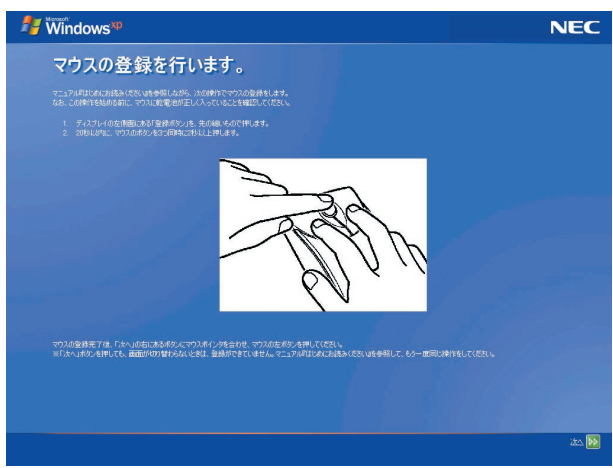 Microsoft
Windows xp
NEC
マウスの登録を行います。
マニュアル『はじめにお読みください』を参照しながら、次の操作でマウスの登録をします。
なお、この操作を始める前に、マウスに乾電池が正しく入っていることを確認してください。
1. ディスプレイの左側面にある「登録ボタン」を、先の細いもので押します。
2. 20秒以内に、マウスのボタンを3つ同時に2秒以上押します。
マウスの登録完了後、「次へ」の右にあるボタンにマウスポインタを合わせ、マウスの左ボタンを押してください。
※「次へ」ボタンを押しても、画面が切り替わらないときは、登録ができていません。マニュアル『はじめにお読みください』を参照して、もう一度同じ操作をしてください。
次へ